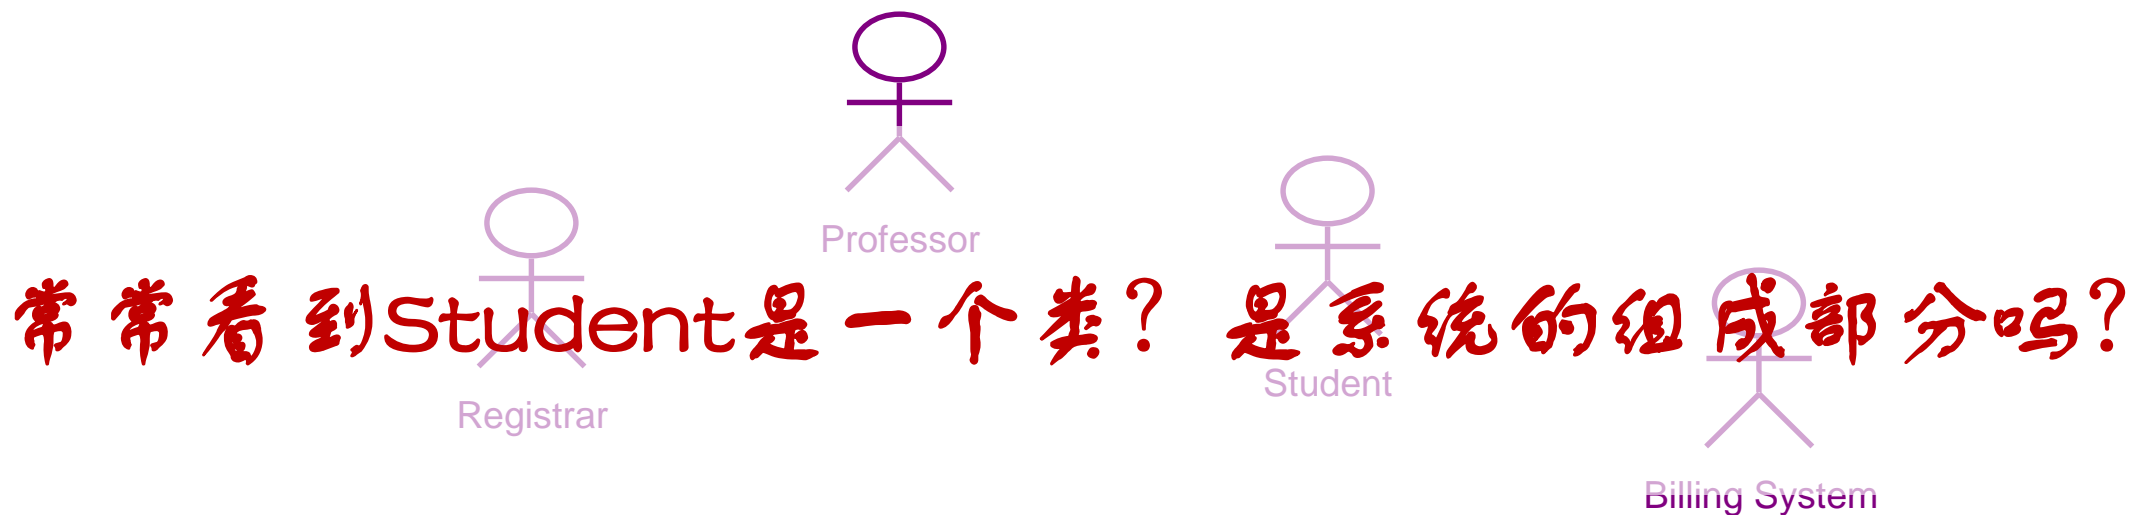 Professor
常常看到Student是一个类？是系统的组成部分吗？
Student
Registrar
Billing System